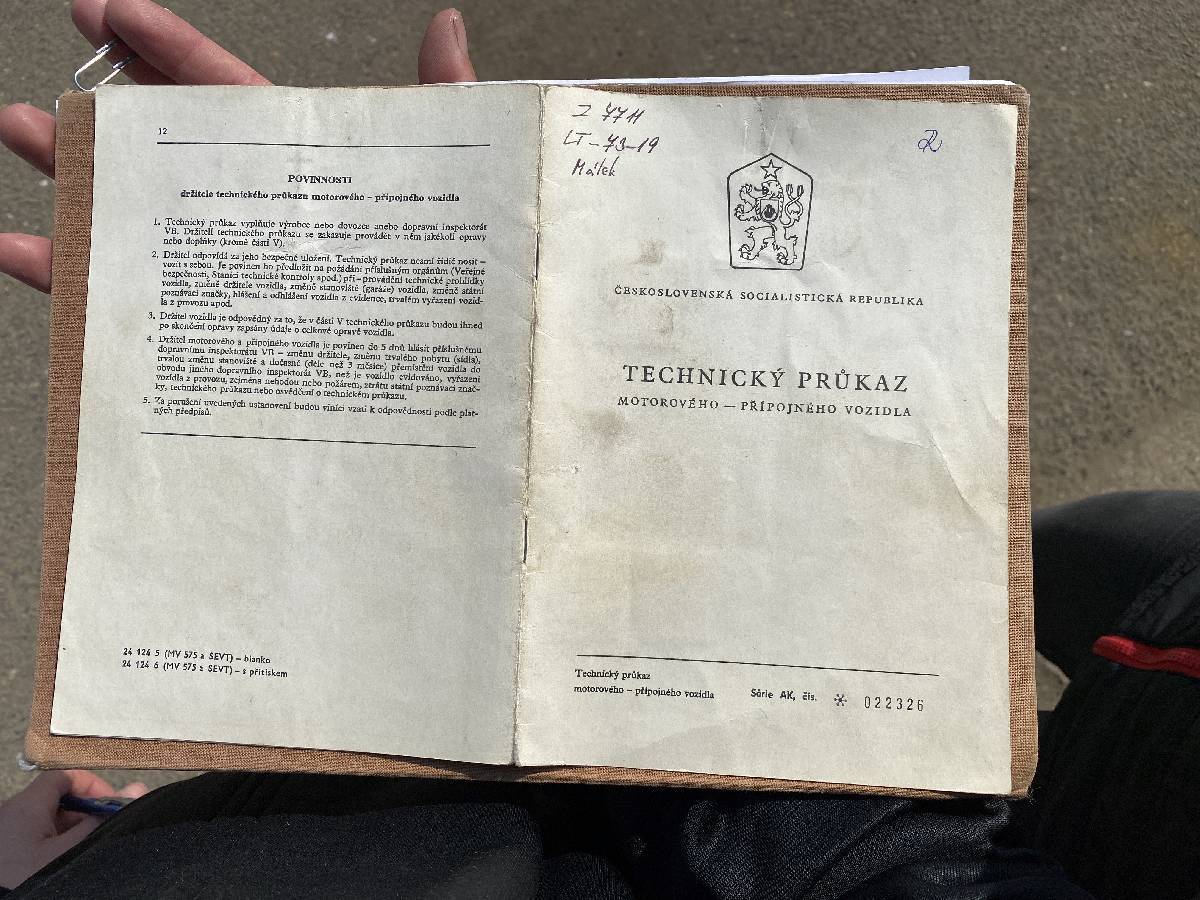 12
POVINNOSTI
držitele technického průkazu motorového – přípojného vozidla
1. Technický průkaz vyplňuje výrobce nebo dovozce anebo dopravní inspektorát
VB. Držiteli technického průkazu se zakazuje provádět v něm jakékoli opravy
nebo doplňky (kromě části V).
2. Držitel odpovídá za jeho bezpečné uložení. Technický průkaz nesmí řidič nosit –
vozit s sebou. Je povinen ho předložit na požádání příslušným orgánům (Veřejné
bezpečnosti, Stanici technické kontroly apod.) při – provádění technické prohlídky
vozidla, změně držitele vozidla, změně stanoviště (garáže) vozidla, změně státní
poznávací značky, hlášení a odhlášení vozidla z evidence, trvalém vyřazení vozid-
la z provozu apod.
3. Držitel vozidla je odpovědný za to, že v části V technického průkazu budou ihned
po skončení opravy zapsány údaje o celkové opravě vozidla.
4. Držitel motorového a přípojného vozidla je povinen do 5 dnů hlásit příslušnému
dopravnímu inspektorátu VB – změnu držitele, změnu trvalého pobytu (sídla),
trvalou změnu stanoviště a dočasné (déle než 3 měsíce) přemístění vozidla do
obvodu jiného dopravního inspektorát VB, než je vozidlo evidováno, vyřazení
vozidla z provozu, zejména nehodou nebo požárem, ztrátu státní poznávací znač-
ky, technického průkazu nebo osvědčení o technickém průkazu.
5. Za porušení uvedených ustanovení budou viníci vzati k odpovědnosti podle plat-
ných předpisů.
24 124 5 (MV 575 a SEVT) – blanko
24 124 6 (MV 575 a SEVT) – s přítiskem
Z 7711
LT-43-19
Málek
ČESKOSLOVENSKÁ SOCIALISTICKÁ REPUBLIKA
TECHNICKÝ PRŮKAZ
MOTOROVÉHO — PŘÍPOJNÉHO VOZIDLA
Technický průkaz
motorového – přípojného vozidla
Série AK, čís. ✲ 022326